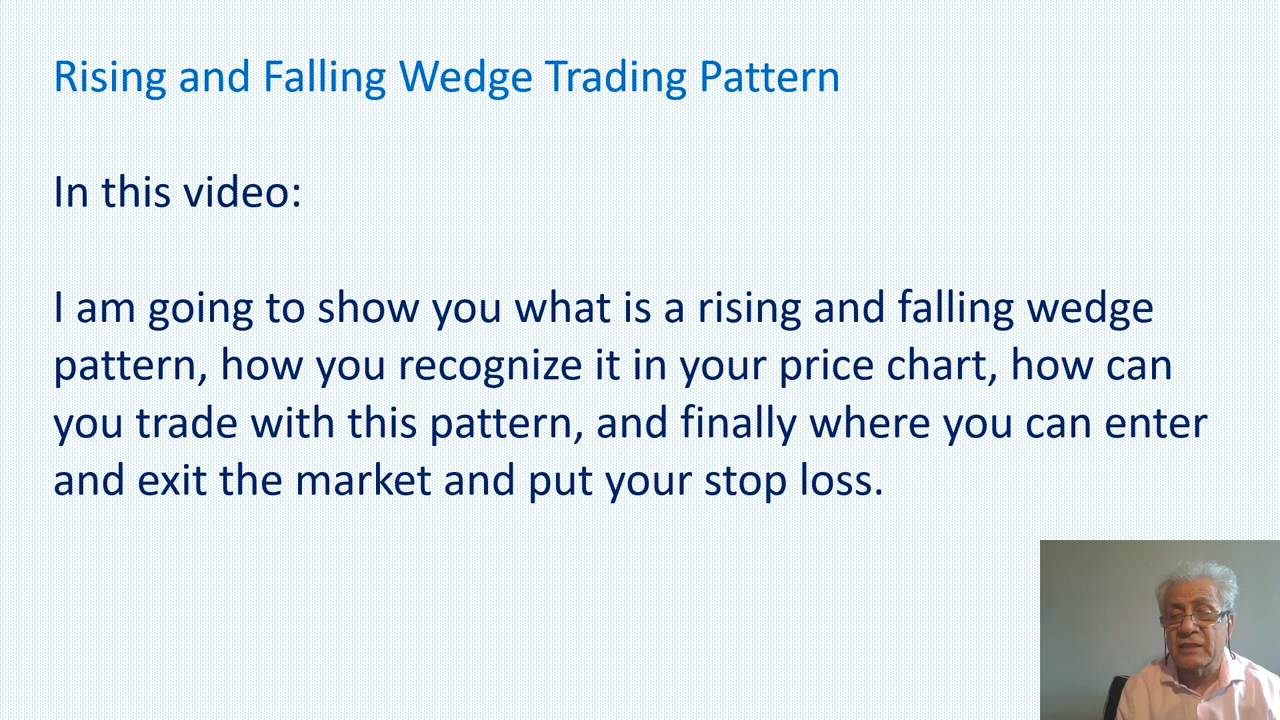 Rising and Falling Wedge Trading Pattern
In this video:
I am going to show you what is a rising and falling wedge
pattern, how you recognize it in your price chart, how can
you trade with this pattern, and finally where you can enter
and exit the market and put your stop loss.